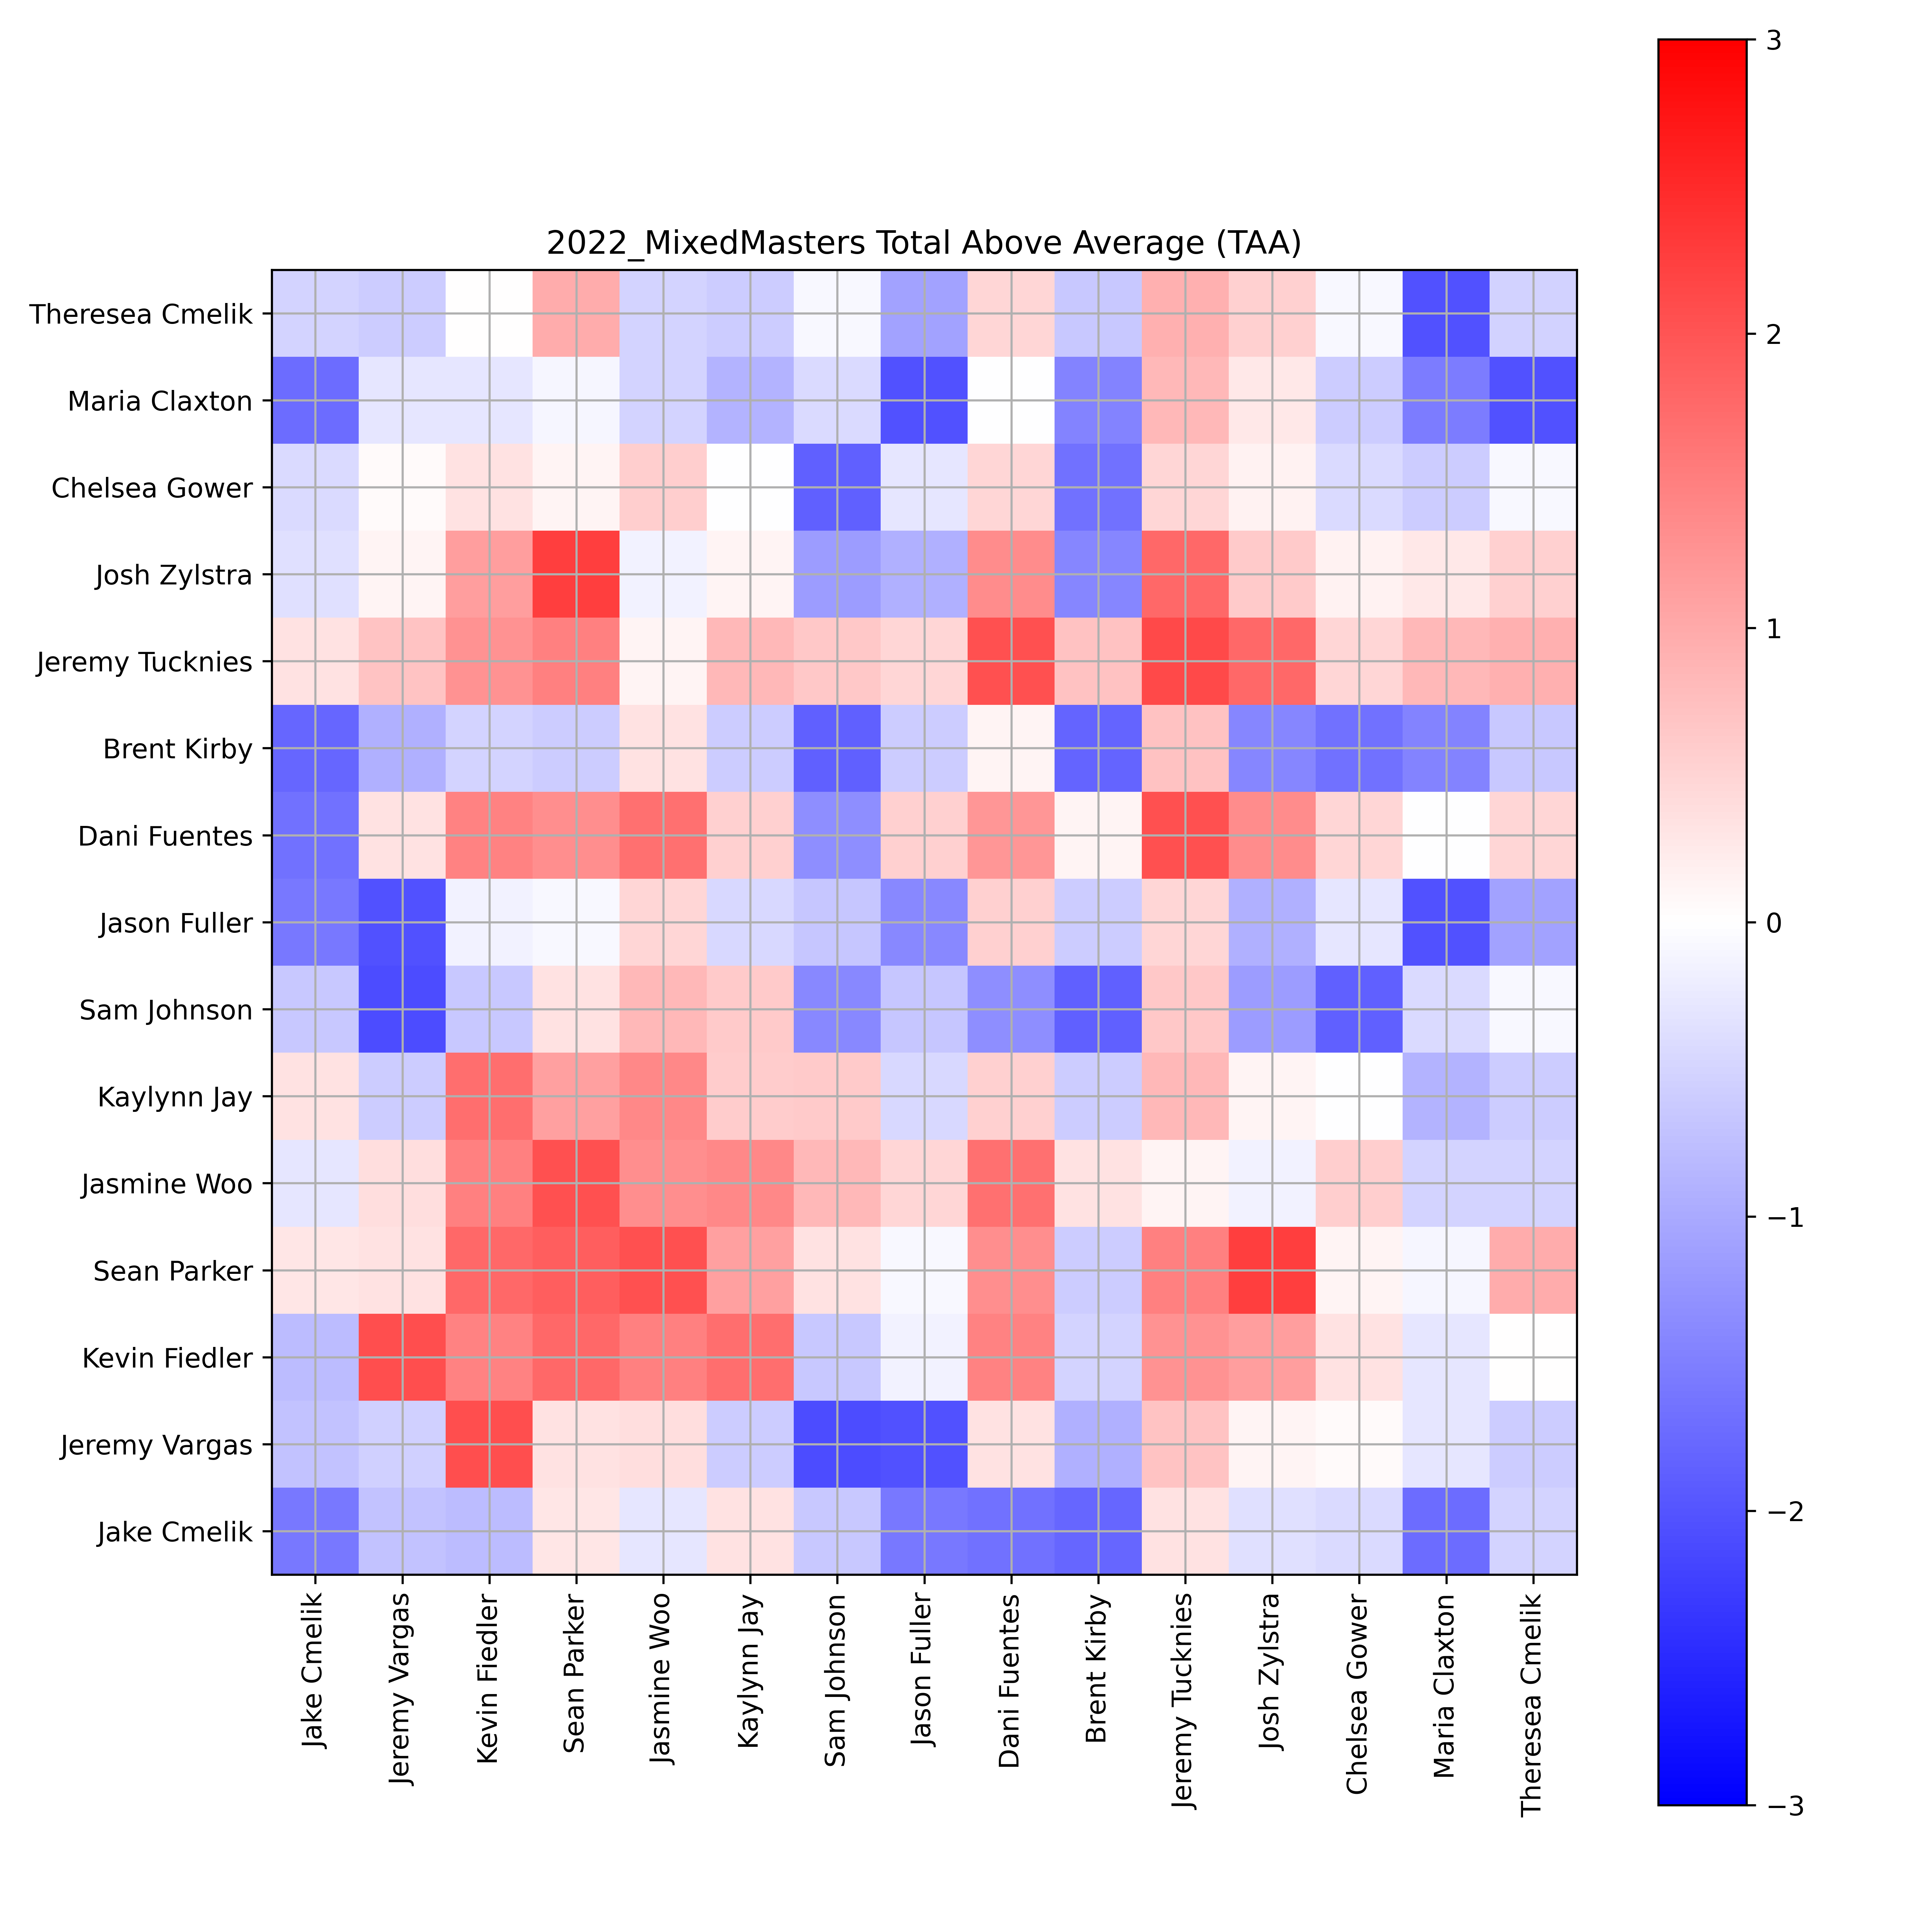 2022_MixedMasters Total Above Average (TAA)
Theresea Cmelik
Maria Claxton
Chelsea Gower
Josh Zylstra
Jeremy Tucknies
Brent Kirby
Dani Fuentes
Jason Fuller
Sam Johnson
Kaylynn Jay
Jasmine Woo
Sean Parker
Kevin Fiedler
Jeremy Vargas
Jake Cmelik
Jake Cmelik
Jeremy Vargas
Kevin Fiedler
Sean Parker
Jasmine Woo
Kaylynn Jay
Sam Johnson
Jason Fuller
Dani Fuentes
Brent Kirby
Jeremy Tucknies
Josh Zylstra
Chelsea Gower
Maria Claxton
Theresea Cmelik
3
2
1
0
−1
−2
−3